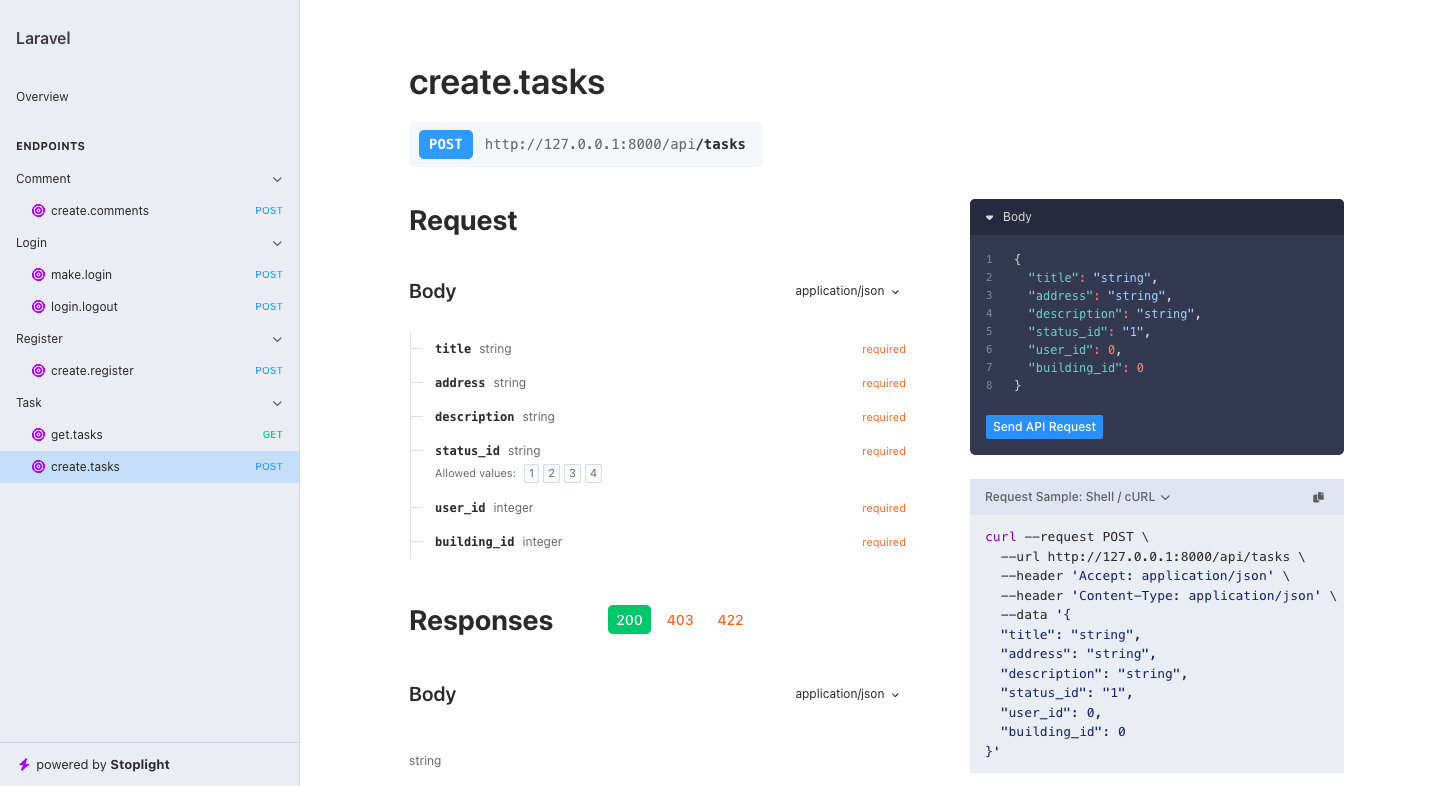 Laravel
Overview
ENDPOINTS
Comment
create.comments POST
Login
make.login POST
login.logout POST
Register
create.register POST
Task
get.tasks GET
create.tasks POST
powered by Stoplight
create.tasks
POST http://127.0.0.1:8000/api/tasks
Request
Body application/json
title string required
address string required
description string required
status_id string required
Allowed values: 1 2 3 4
user_id integer required
building_id integer required
Responses 200 403 422
Body application/json
string
Body
1 {
2 "title": "string",
3 "address": "string",
4 "description": "string",
5 "status_id": "1",
6 "user_id": 0,
7 "building_id": 0
8 }
Send API Request
Request Sample: Shell / cURL
curl --request POST \
--url http://127.0.0.1:8000/api/tasks \
--header 'Accept: application/json' \
--header 'Content-Type: application/json' \
--data '{
"title": "string",
"address": "string",
"description": "string",
"status_id": "1",
"user_id": 0,
"building_id": 0
}'